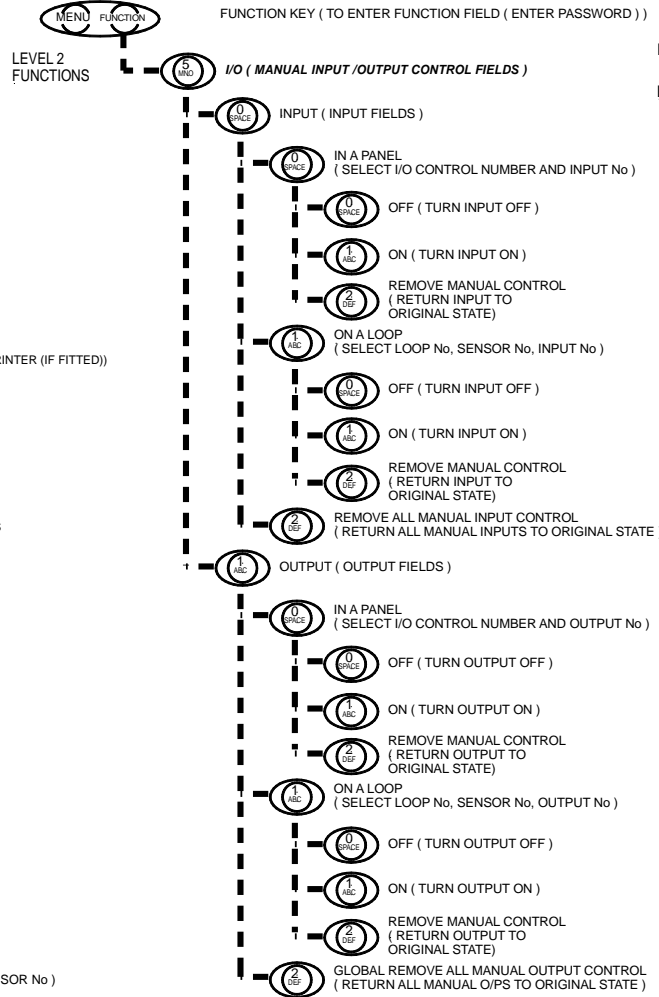 MENU FUNCTION FUNCTION KEY ( TO ENTER FUNCTION FIELD ( ENTER PASSWORD ) )
LEVEL 2
FUNCTIONS
5 MNO I/O ( MANUAL INPUT /OUTPUT CONTROL FIELDS )
0 SPACE INPUT ( INPUT FIELDS )
0 SPACE IN A PANEL
( SELECT I/O CONTROL NUMBER AND INPUT No )
0 SPACE OFF ( TURN INPUT OFF )
1 ABC ON ( TURN INPUT ON )
2 DEF REMOVE MANUAL CONTROL
( RETURN INPUT TO
ORIGINAL STATE)
1 ABC ON A LOOP
( SELECT LOOP No, SENSOR No, INPUT No )
RINTER (IF FITTED))
0 SPACE OFF ( TURN INPUT OFF )
1 ABC ON ( TURN INPUT ON )
2 DEF REMOVE MANUAL CONTROL
( RETURN INPUT TO
ORIGINAL STATE)
2 DEF REMOVE ALL MANUAL INPUT CONTROL
( RETURN ALL MANUAL INPUTS TO ORIGINAL STATE
1 ABC OUTPUT ( OUTPUT FIELDS )
0 SPACE IN A PANEL
( SELECT I/O CONTROL NUMBER AND OUTPUT No )
0 SPACE OFF ( TURN OUTPUT OFF )
1 ABC ON ( TURN OUTPUT ON )
2 DEF REMOVE MANUAL CONTROL
( RETURN OUTPUT TO
ORIGINAL STATE)
1 ABC ON A LOOP
( SELECT LOOP No, SENSOR No, OUTPUT No )
0 SPACE OFF ( TURN OUTPUT OFF )
1 ABC ON ( TURN OUTPUT ON )
2 DEF REMOVE MANUAL CONTROL
( RETURN OUTPUT TO
ORIGINAL STATE)
2 DEF GLOBAL REMOVE ALL MANUAL OUTPUT CONTROL
( RETURN ALL MANUAL O/PS TO ORIGINAL STATE )
SOR No )